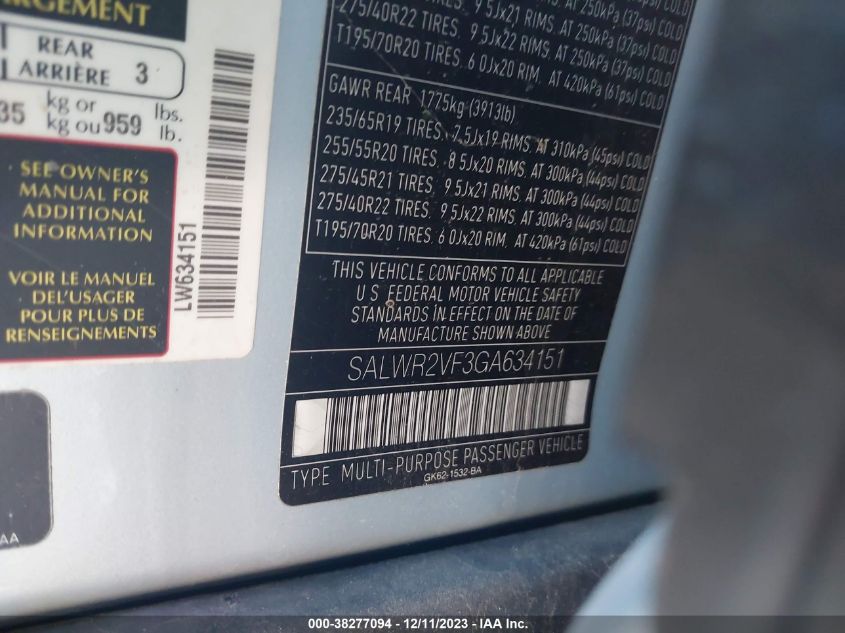 ARGEMENT
REAR
ARRIÈRE 3
35 kg or
kg ou 959 lbs.
lb.
SEE OWNER'S
MANUAL FOR
ADDITIONAL
INFORMATION
VOIR LE MANUEL
DEL'USAGER
POUR PLUS DE
RENSEIGNEMENTS
LW634151
AA
9 5Jx21 RIMS. AT 250kPa (37psi) COLD
275/40R22 TIRES. 9,5Jx22 RIMS, AT 250kPa (37psi) COLD
T195/70R20 TIRES. 6 0Jx20 RIM, AT 420kPa (61psi) COLD
GAWR REAR 1775kg (3913lb)
235/65R19 TIRES. 7,5Jx19 RIMS, AT 310kPa (45psi) COLD
255/55R20 TIRES. 8 5Jx20 RIMS, AT 300kPa (44psi) COLD
275/45R21 TIRES, 9 5Jx21 RIMS, AT 300kPa (44psi) COLD
275/40R22 TIRES, 9,5Jx22 RIMS, AT 300kPa (44psi) COLD
T195/70R20 TIRES. 6 0Jx20 RIM, AT 420kPa (61psi) COLD
THIS VEHICLE CONFORMS TO ALL APPLICABLE
U S FEDERAL MOTOR VEHICLE SAFETY
STANDARDS IN EFFECT ON THE DATE OF
MANUFACTURE SHOWN ABOVE
SALWR2VF3GA634151
TYPE MULTI-PURPOSE PASSENGER VEHICLE
GK62-1532-BA
000-38277094 - 12/11/2023 - IAA Inc.